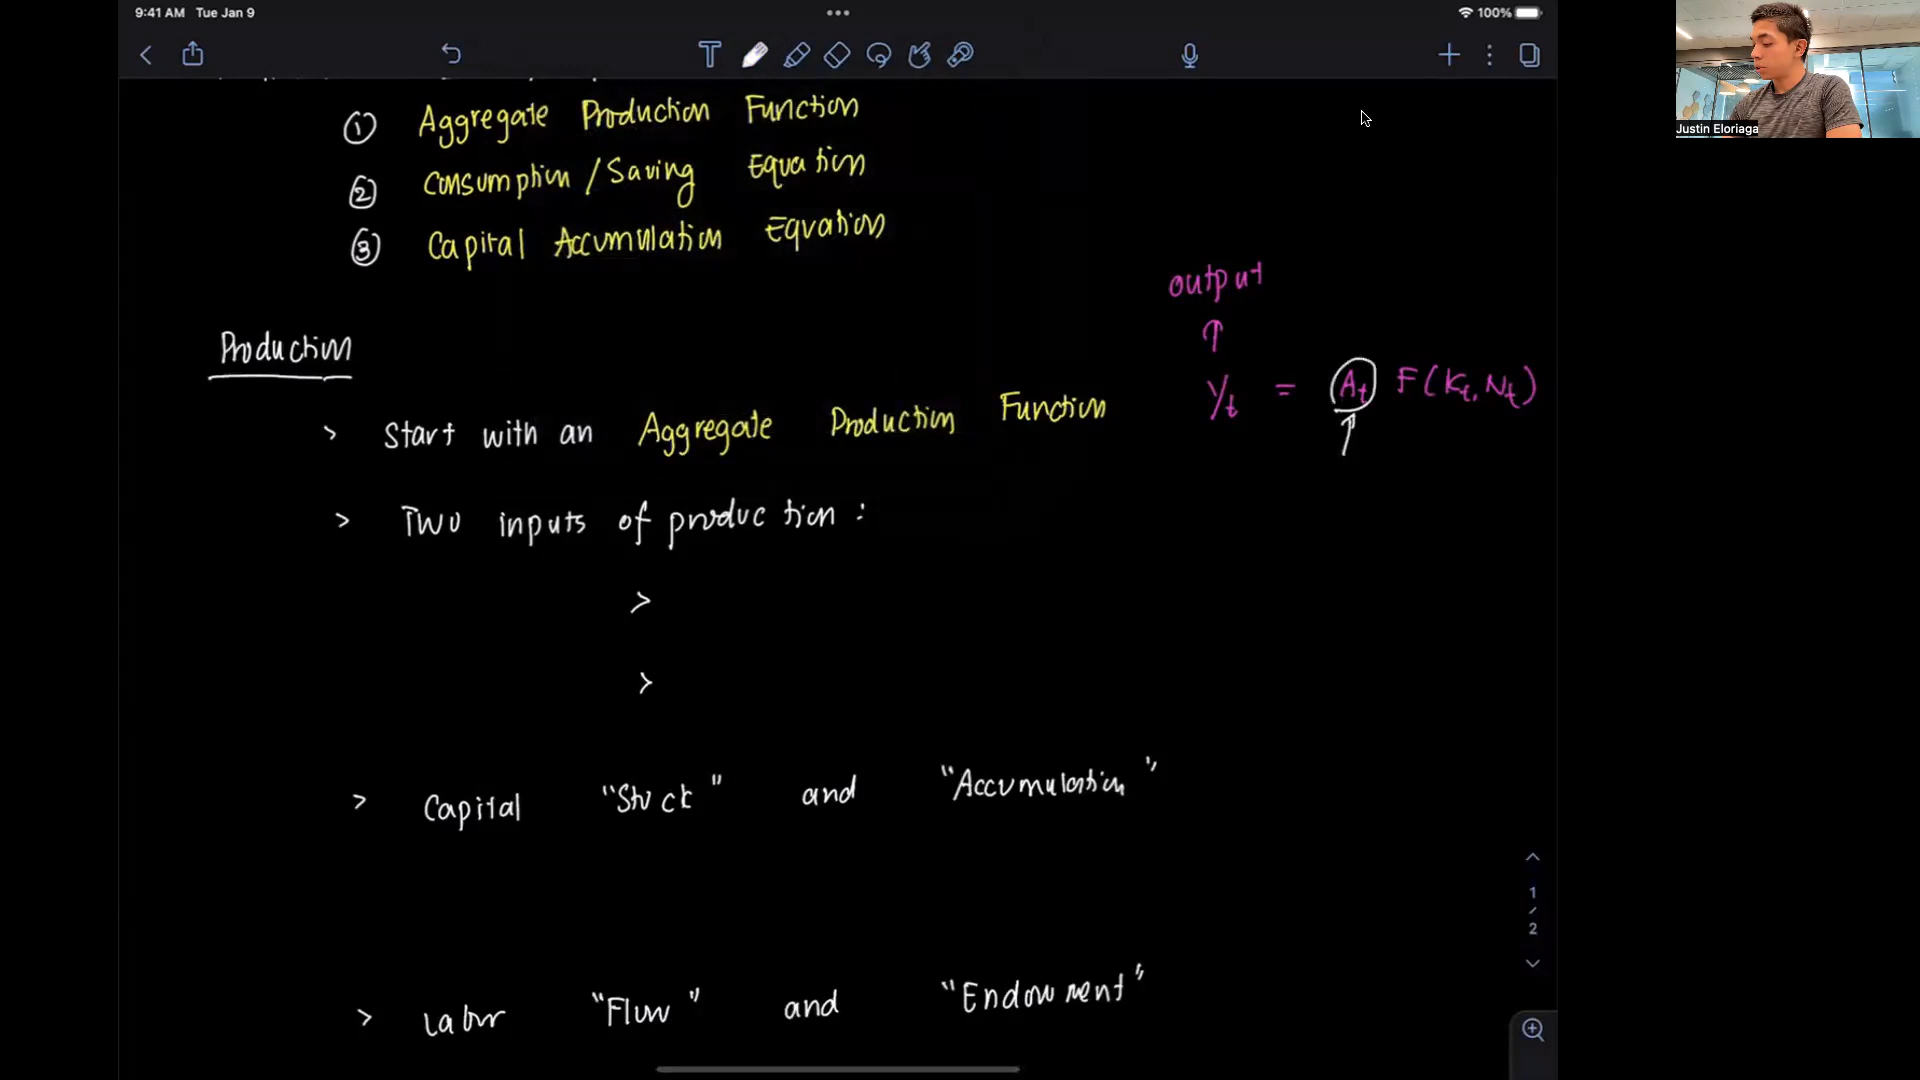 9:41 AM Tue Jan 9
100%
Justin Eloriaga
① Aggregate Production Function
② Consumption/Saving Equation
③ Capital Accumulation Equation
output
↑
Production
Yt = At F(Kt, Nt)
↑
> Start with an Aggregate Production Function
> Two inputs of production :
>
>
> Capital "Stock" and "Accumulation"
1
/
2
> Labor "Flow" and "Endowment"